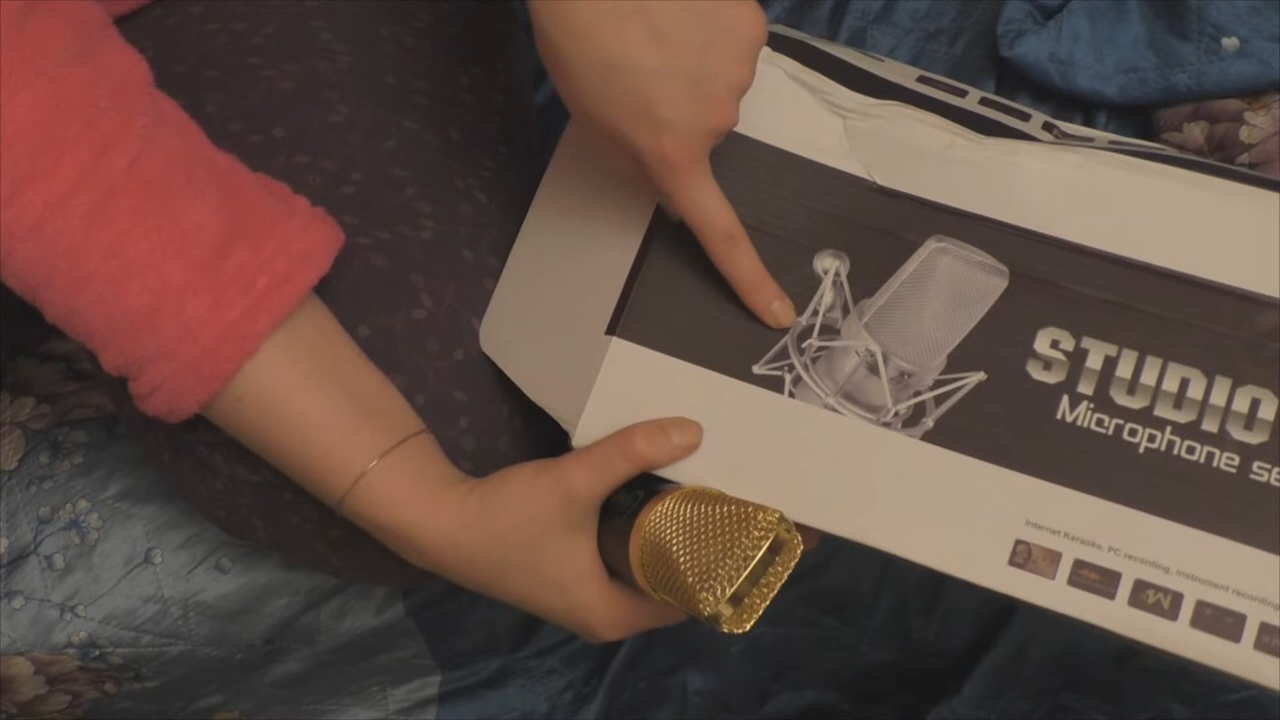 STUDIO
Microphone se
Internet Karaoke, PC recording, instrument recording